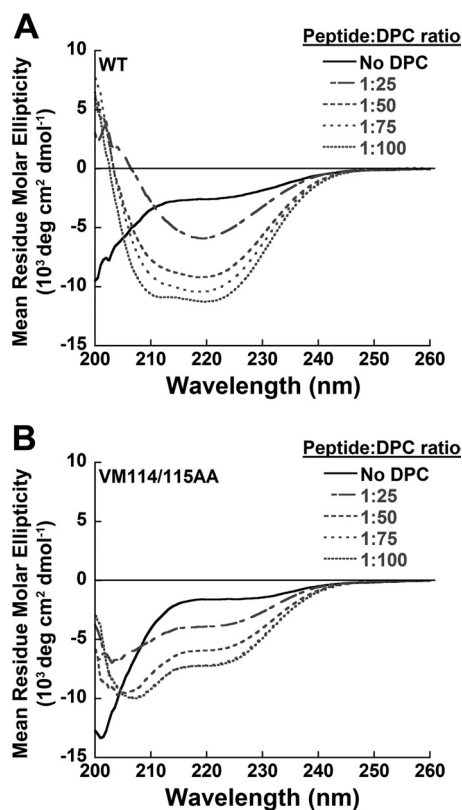 A
Peptide:DPC ratio
WT
No DPC
1:25
1:50
1:75
1:100
10
5
0
-5
-10
-15
Mean Residue Molar Ellipticity
(10³ deg cm² dmol⁻¹)
200 210 220 230 240 250 260
Wavelength (nm)
B
Peptide:DPC ratio
VM114/115AA
No DPC
1:25
1:50
1:75
1:100
10
5
0
-5
-10
-15
Mean Residue Molar Ellipticity
(10³ deg cm² dmol⁻¹)
200 210 220 230 240 250 260
Wavelength (nm)